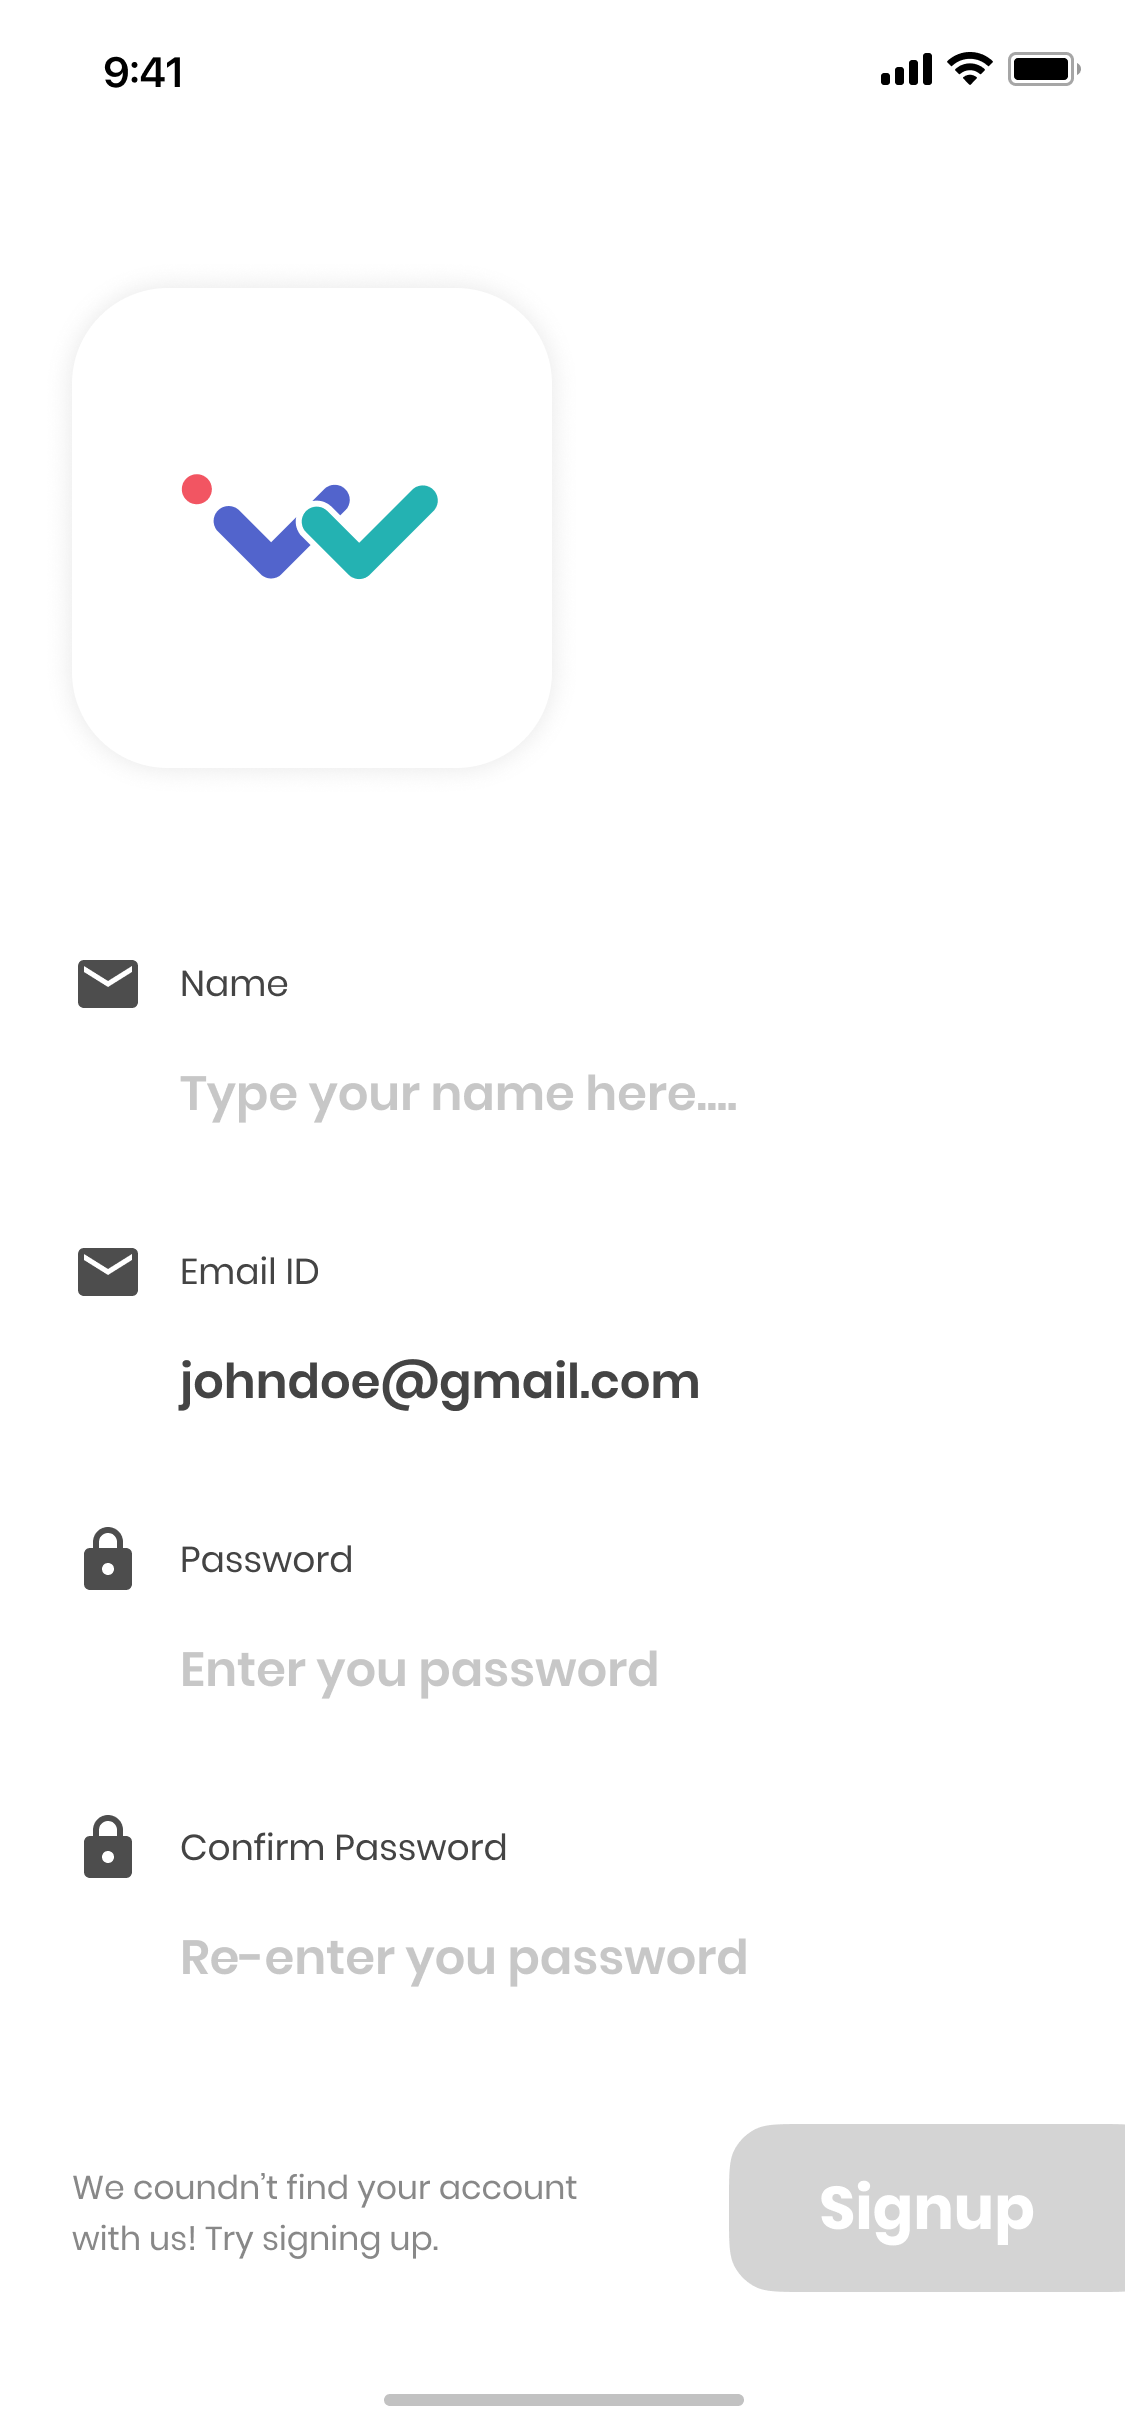 9:41
Name
Type your name here....
Email ID
johndoe@gmail.com
Password
Enter you password
Confirm Password
Re-enter you password
We coundn’t find your account
with us! Try signing up.
Signup